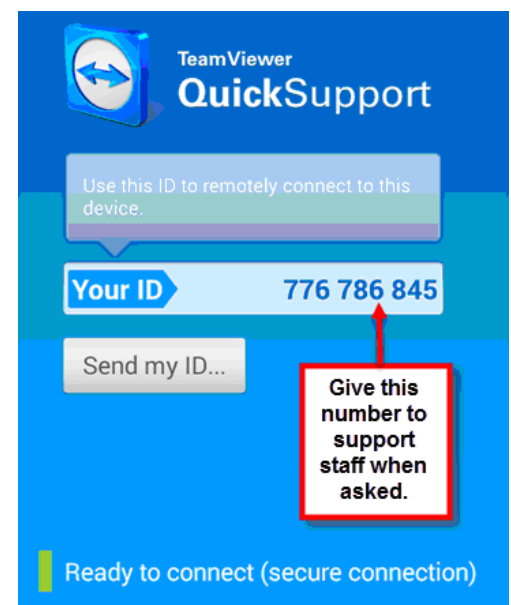 TeamViewer
QuickSupport
Use this ID to remotely connect to this
device.
Your ID
776 786 845
Send my ID...
Give this
number to
support
staff when
asked.
Ready to connect (secure connection)